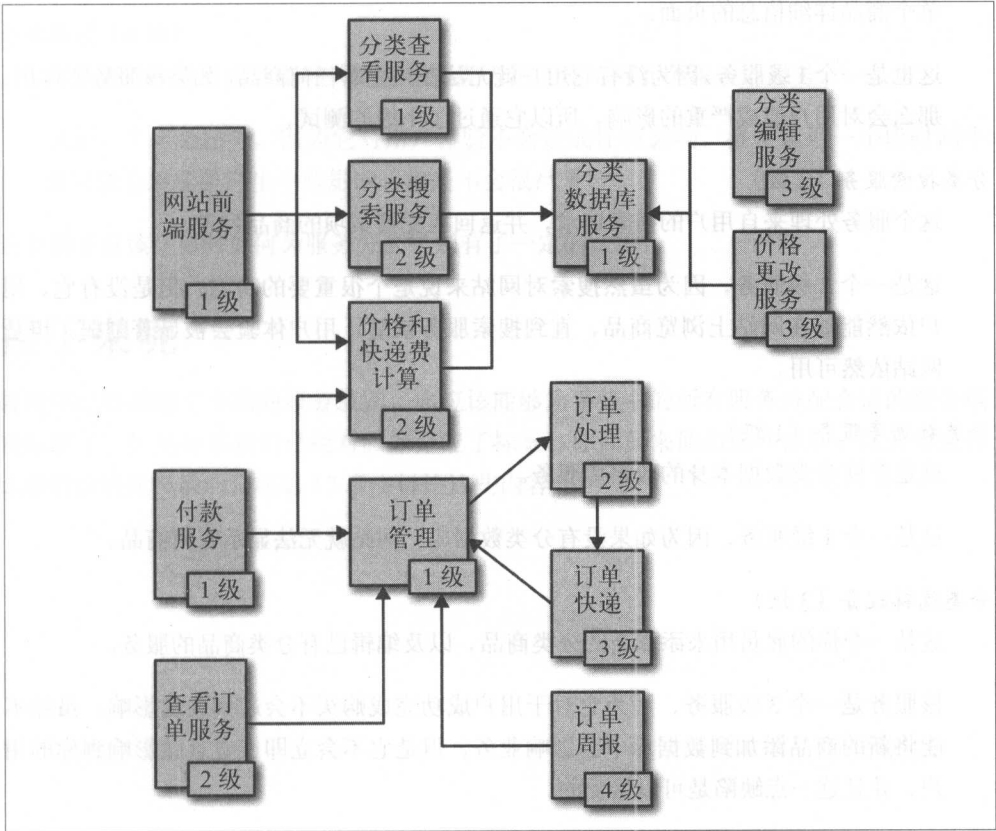 分类查
看服务
1级
网站前
端服务
1级
分类搜
索服务
2级
价格和
快递费
计算
2级
分类
数据库
服务
1级
分类
编辑
服务
3级
价格
更改
服务
3级
付款
服务
1级
订单
管理
1级
订单
处理
2级
订单
快递
3级
查看订
单服务
2级
订单
周报
4级